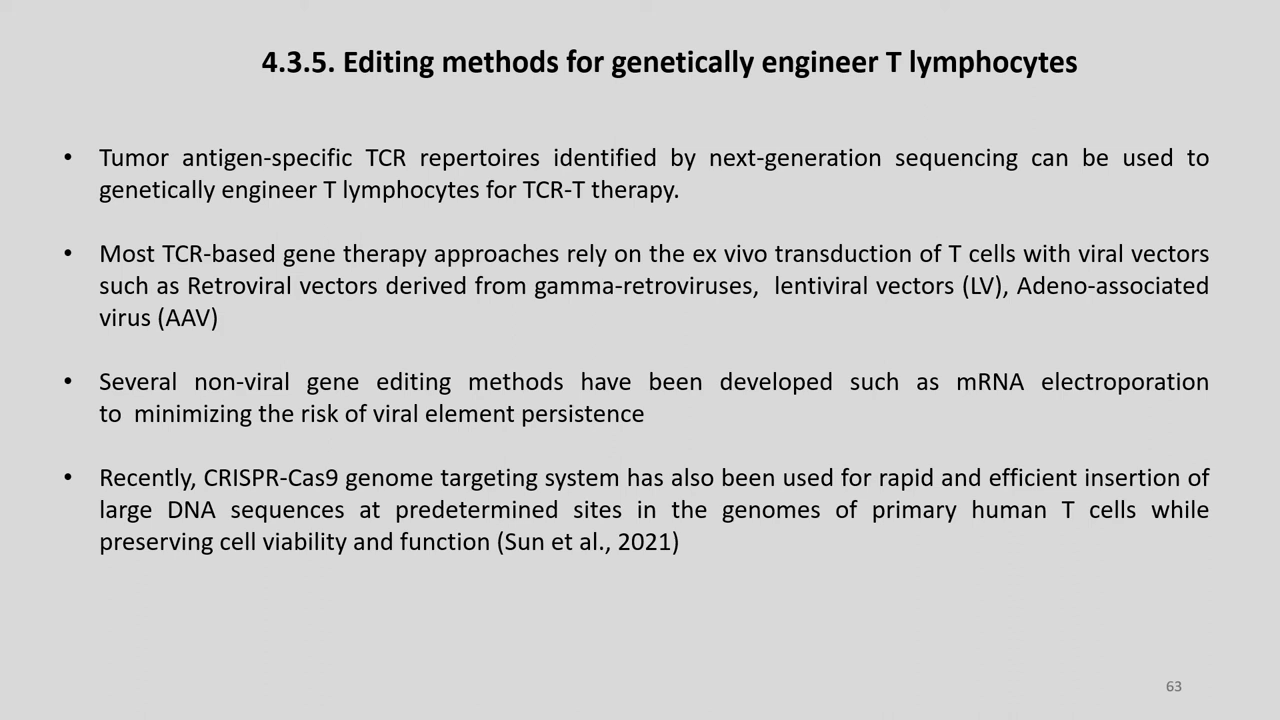 4.3.5. Editing methods for genetically engineer T lymphocytes
• Tumor antigen-specific TCR repertoires identified by next-generation sequencing can be used to
genetically engineer T lymphocytes for TCR-T therapy.
• Most TCR-based gene therapy approaches rely on the ex vivo transduction of T cells with viral vectors
such as Retroviral vectors derived from gamma-retroviruses,  lentiviral vectors (LV), Adeno-associated
virus (AAV)
• Several non-viral gene editing methods have been developed such as mRNA electroporation
to  minimizing the risk of viral element persistence
• Recently, CRISPR-Cas9 genome targeting system has also been used for rapid and efficient insertion of
large DNA sequences at predetermined sites in the genomes of primary human T cells while
preserving cell viability and function (Sun et al., 2021)
63